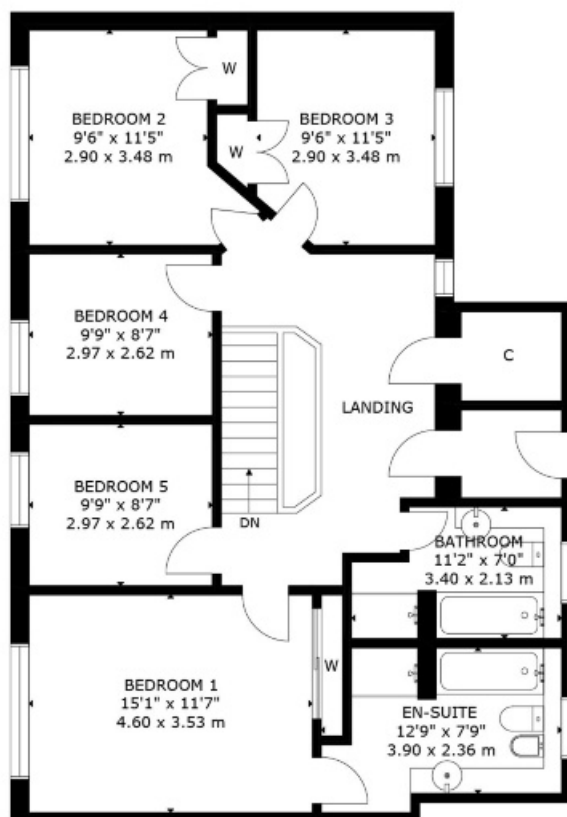 W
BEDROOM 2
9'6" x 11'5"
2.90 x 3.48 m
BEDROOM 3
9'6" x 11'5"
2.90 x 3.48 m
W
BEDROOM 4
9'9" x 8'7"
2.97 x 2.62 m
C
LANDING
BEDROOM 5
9'9" x 8'7"
2.97 x 2.62 m
DN
BATHROOM
11'2" x 7'0"
3.40 x 2.13 m
W
BEDROOM 1
15'1" x 11'7"
4.60 x 3.53 m
EN-SUITE
12'9" x 7'9"
3.90 x 2.36 m